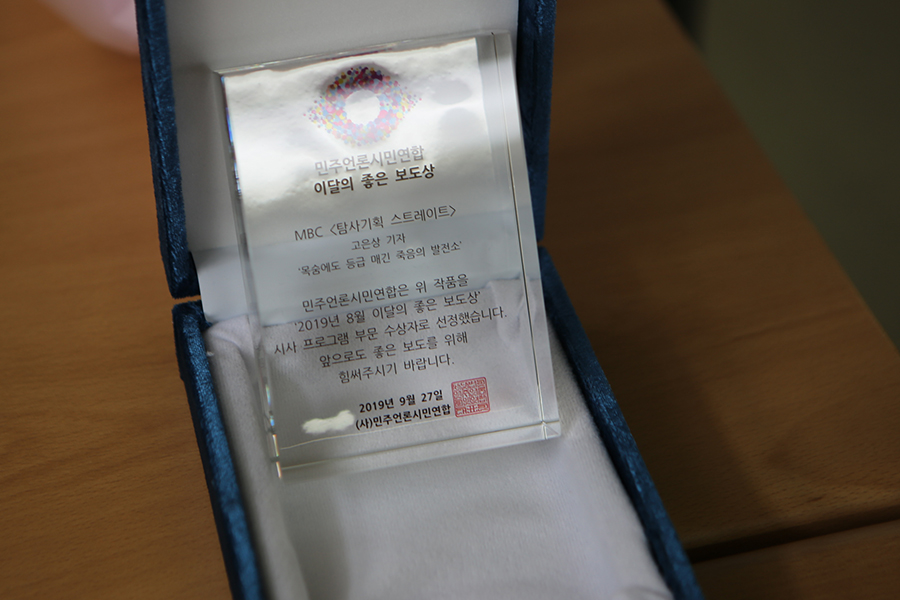 민주언론시민연합
이달의 좋은 보도상
MBC <탐사기획 스트레이트>
고은상 기자
'목숨에도 등급 매긴 죽음의 발전소'
민주언론시민연합은 위 작품을
'2019년 8월 이달의 좋은 보도상'
시사 프로그램 부문 수상자로 선정했습니다.
앞으로도 좋은 보도를 위해
힘써주시기 바랍니다.
2019년 9월 27일
(사)민주언론시민연합